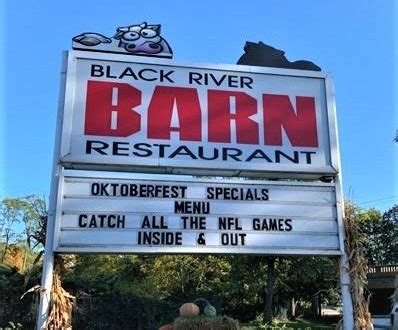 BLACK RIVER
BARN
RESTAURANT
OKTOBERFEST SPECIALS
MENU
CATCH ALL THE NFL GAMES
INSIDE & OUT